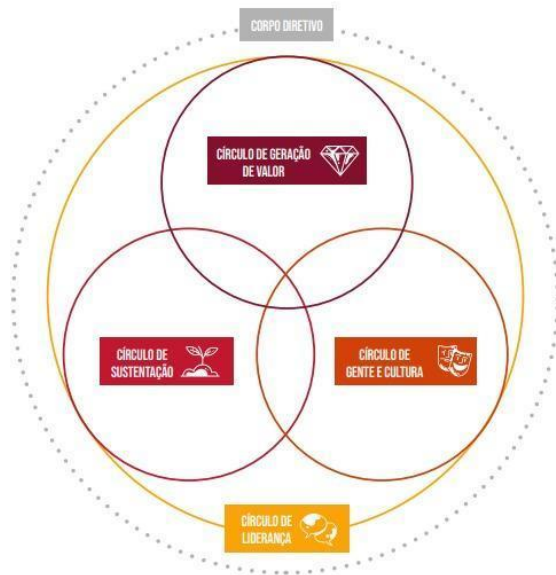 CORPO DIRETIVO
CÍRCULO DE GERAÇÃO
DE VALOR
CÍRCULO DE
SUSTENTAÇÃO
CÍRCULO DE
GENTE E CULTURA
CÍRCULO DE
LIDERANÇA